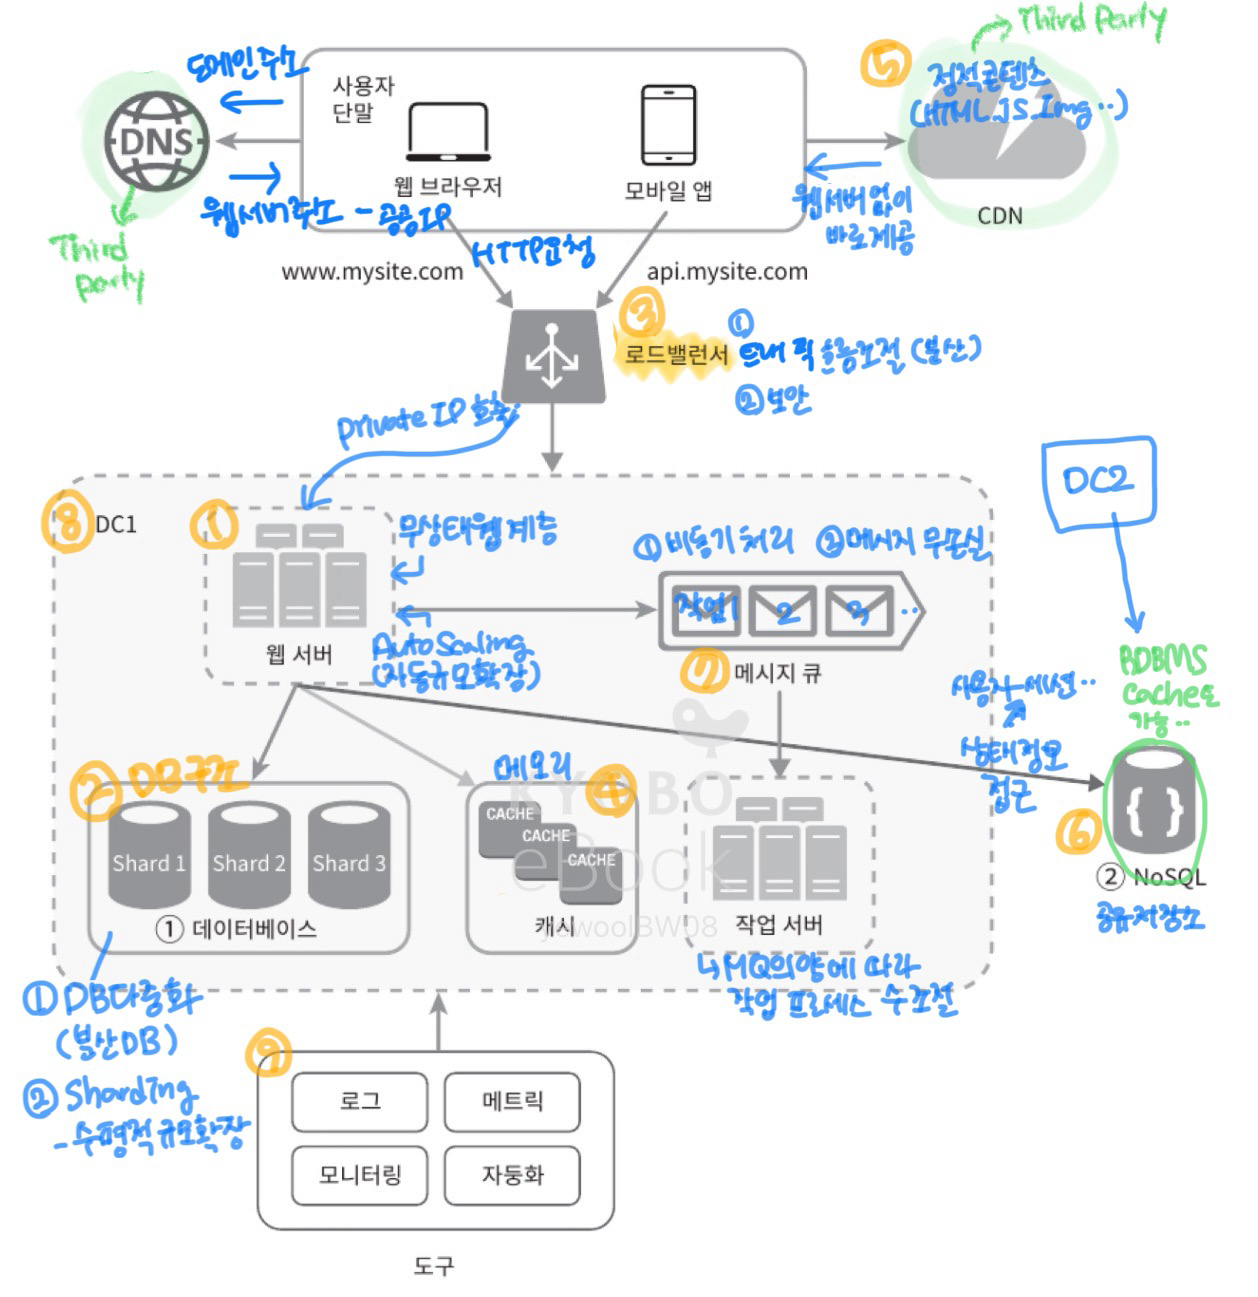 Third Party
도메인주소
사용자
단말
⑤
정적콘텐츠
(HTML.JS.Img..)
DNS
웹 브라우저
모바일 앱
웹서버주소 - 공공IP
웹서버 없이
바로제공
CDN
Third
party
HTTP요청
www.mysite.com
api.mysite.com
③
로드밸런서
①
트래픽 흐름조절 (분산)
② 보안
private IP 호출
DC2
⑧ DC1
①
무상태 웹 계층
① 비동기 처리 ② 메시지 무손실
작업1 2 3 ..
웹 서버
Auto Scaling
(자동규모확장)
⑦ 메시지 큐
RDBMS
Cache도
가능..
사용자 세션..
상태정보
접근
② DB구조
메모리
④
KYOBO
eBook
CACHE
CACHE
CACHE
Shard 1 Shard 2 Shard 3
{ }
⑥
② NoSQL
공유저장소
① 데이터베이스
캐시
작업 서버
↳ MQ의 양에 따라
작업 프로세스 수 조절
① DB다중화
(분산DB)
② Sharding
- 수평적 규모확장
⑨
로그
메트릭
모니터링
자동화
도구